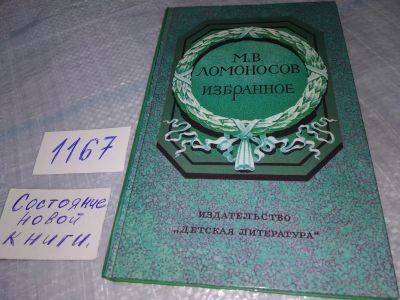 1167
Состояние
новой
книги.
М.В.
ЛОМОНОСОВ
ИЗБРАННОЕ
ИЗДАТЕЛЬСТВО
„ДЕТСКАЯ ЛИТЕРАТУРА"